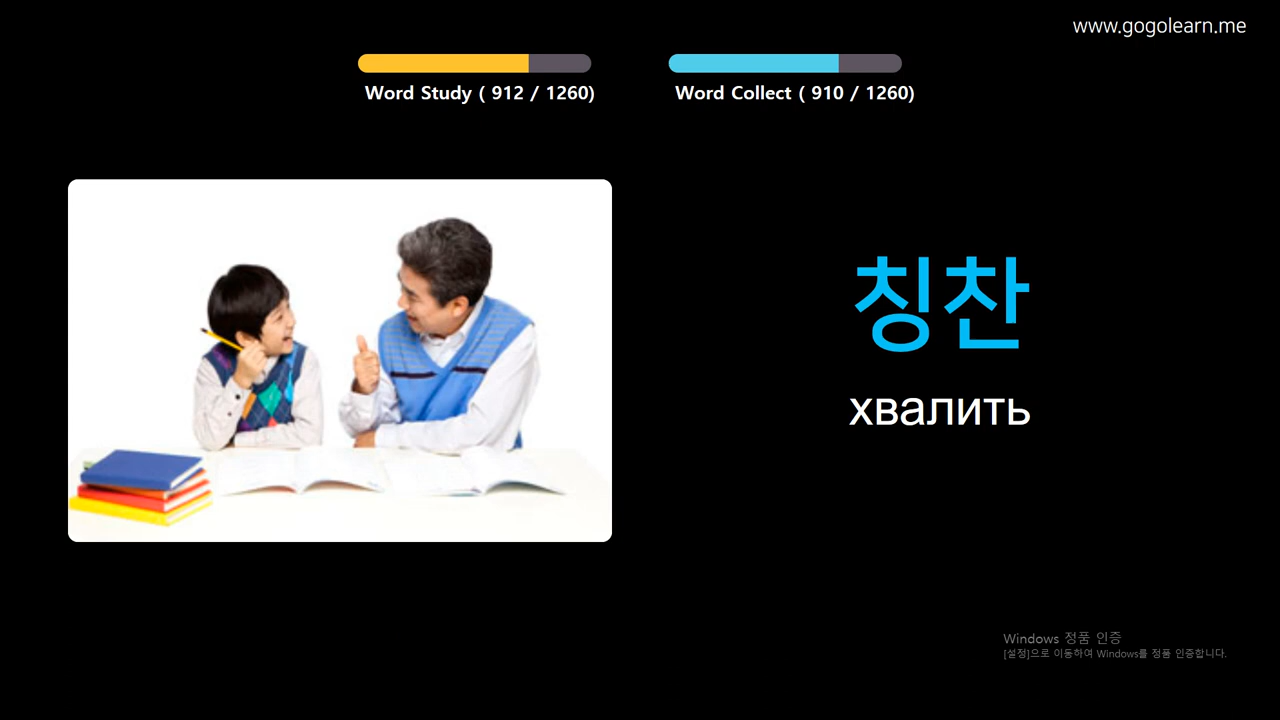 www.gogolearn.me
Word Study ( 912 / 1260)
Word Collect ( 910 / 1260)
칭찬
хвалить
Windows 정품 인증
[설정]으로 이동하여 Windows를 정품 인증합니다.